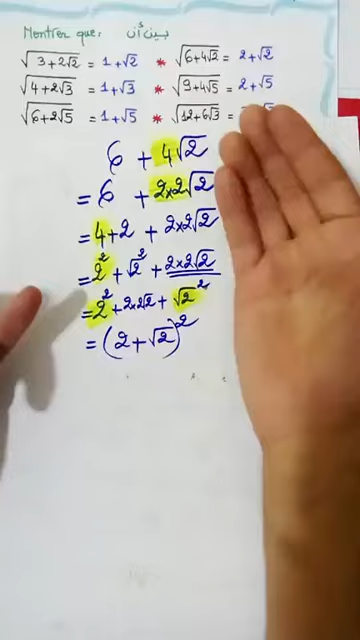 Montrer que: بين أن
√3+2√2 = 1+√2 * √6+4√2 = 2+√2
√4+2√3 = 1+√3 * √9+4√5 = 2+√5
√6+2√5 = 1+√5 * √12+6√3 =
6 + 4√2
= 6 + 2×2√2
= 4+2 + 2×2√2
= 2² + √2² + 2×2√2
= 2² + 2×2√2 + √2²
= (2+√2)²